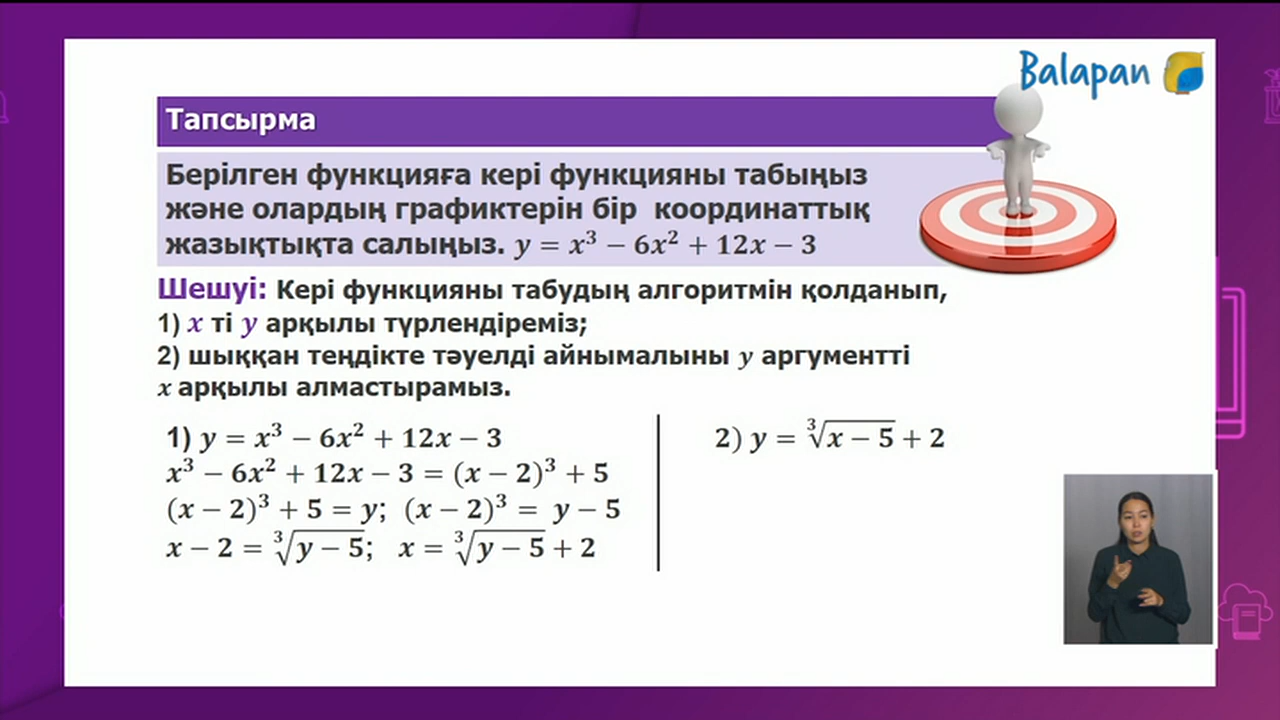 Balapan
Тапсырма
Берілген функцияға кері функцияны табыңыз
және олардың графиктерін бір координаттық
жазықтықта салыңыз. y = x³ − 6x² + 12x − 3
Шешуі: Кері функцияны табудың алгоритмін қолданып,
1) x ті y арқылы түрлендіреміз;
2) шыққан теңдікте тәуелді айнымалыны y аргументті
x арқылы алмастырамыз.
1) y = x³ − 6x² + 12x − 3
x³ − 6x² + 12x − 3 = (x − 2)³ + 5
(x − 2)³ + 5 = y; (x − 2)³ = y − 5
x − 2 = ∛(y − 5); x = ∛(y − 5) + 2
2) y = ∛(x − 5) + 2